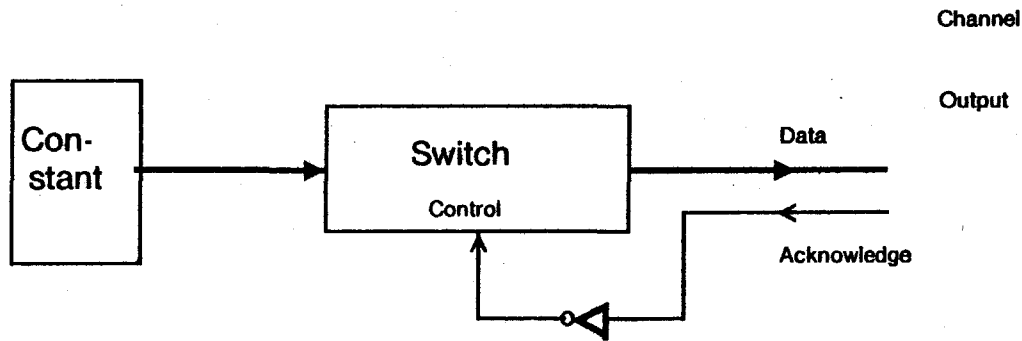 Channel
Output
Con-
stant
Switch
Control
Data
Acknowledge